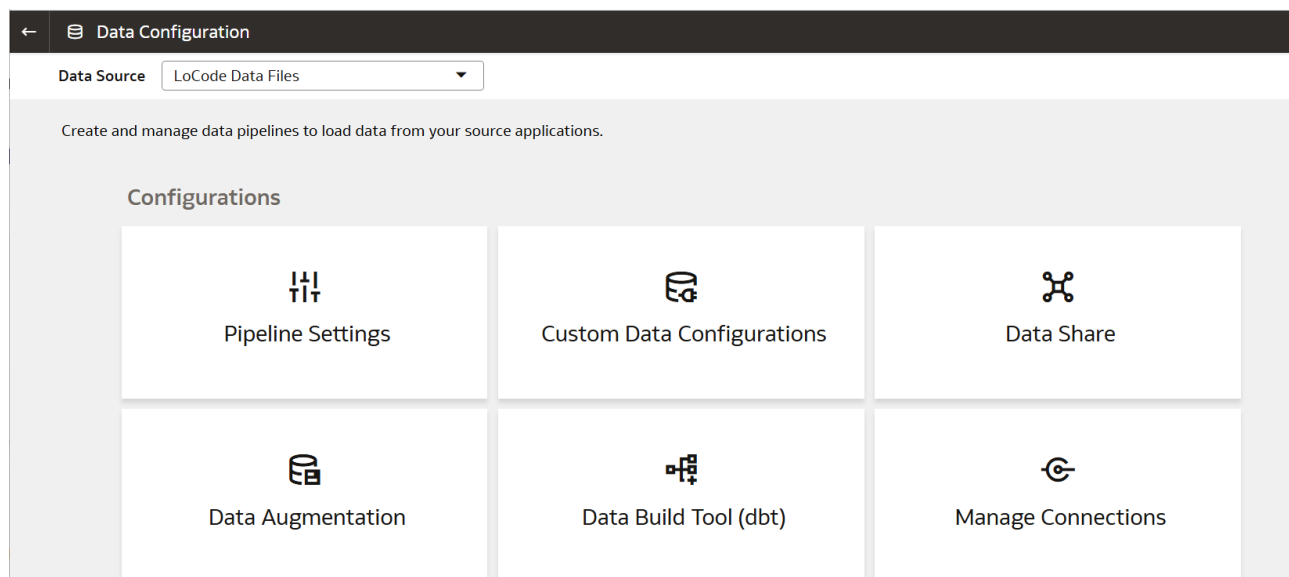 Data Configuration
Data Source LoCode Data Files
Create and manage data pipelines to load data from your source applications.
Configurations
Pipeline Settings
Custom Data Configurations
Data Share
Data Augmentation
Data Build Tool (dbt)
Manage Connections